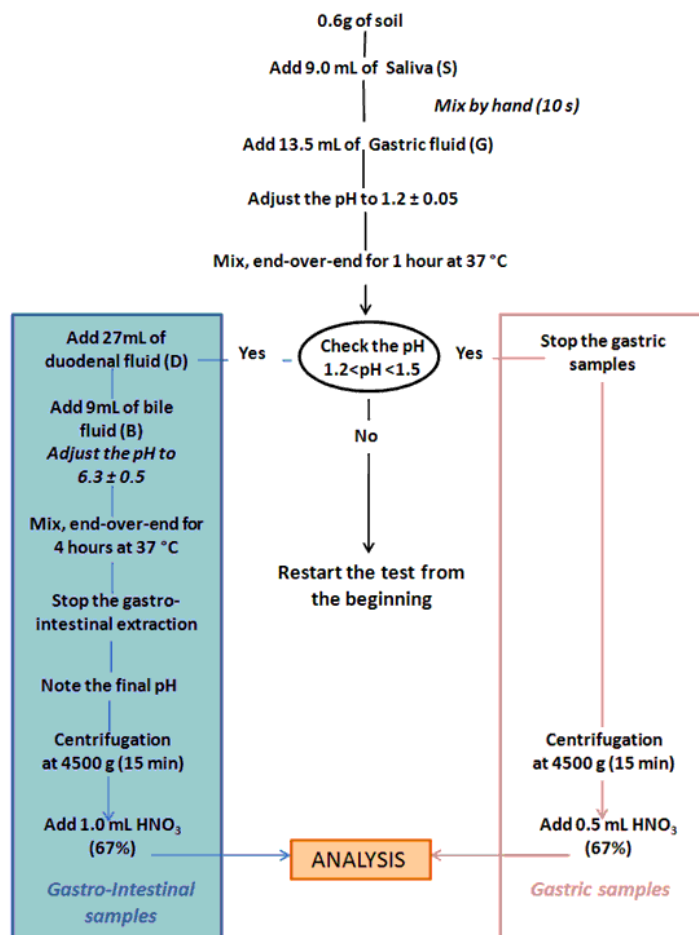 0.6g of soil
Add 9.0 mL of Saliva (S)
Mix by hand (10 s)
Add 13.5 mL of Gastric fluid (G)
Adjust the pH to 1.2 ± 0.05
Mix, end-over-end for 1 hour at 37 °C
Check the pH
1.2<pH <1.5
Yes
Yes
No
Restart the test from
the beginning
Add 27mL of
duodenal fluid (D)
Add 9mL of bile
fluid (B)
Adjust the pH to
6.3 ± 0.5
Mix, end-over-end for
4 hours at 37 °C
Stop the gastro-
intestinal extraction
Note the final pH
Centrifugation
at 4500 g (15 min)
Add 1.0 mL HNO₃
(67%)
Gastro-Intestinal
samples
Stop the gastric
samples
Centrifugation
at 4500 g (15 min)
Add 0.5 mL HNO₃
(67%)
Gastric samples
ANALYSIS